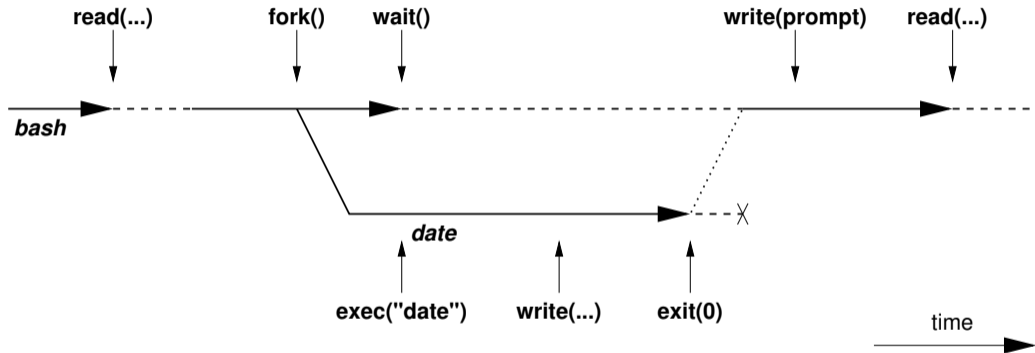 read(...) fork() wait() write(prompt) read(...)
bash
date
exec("date") write(...) exit(0)
time